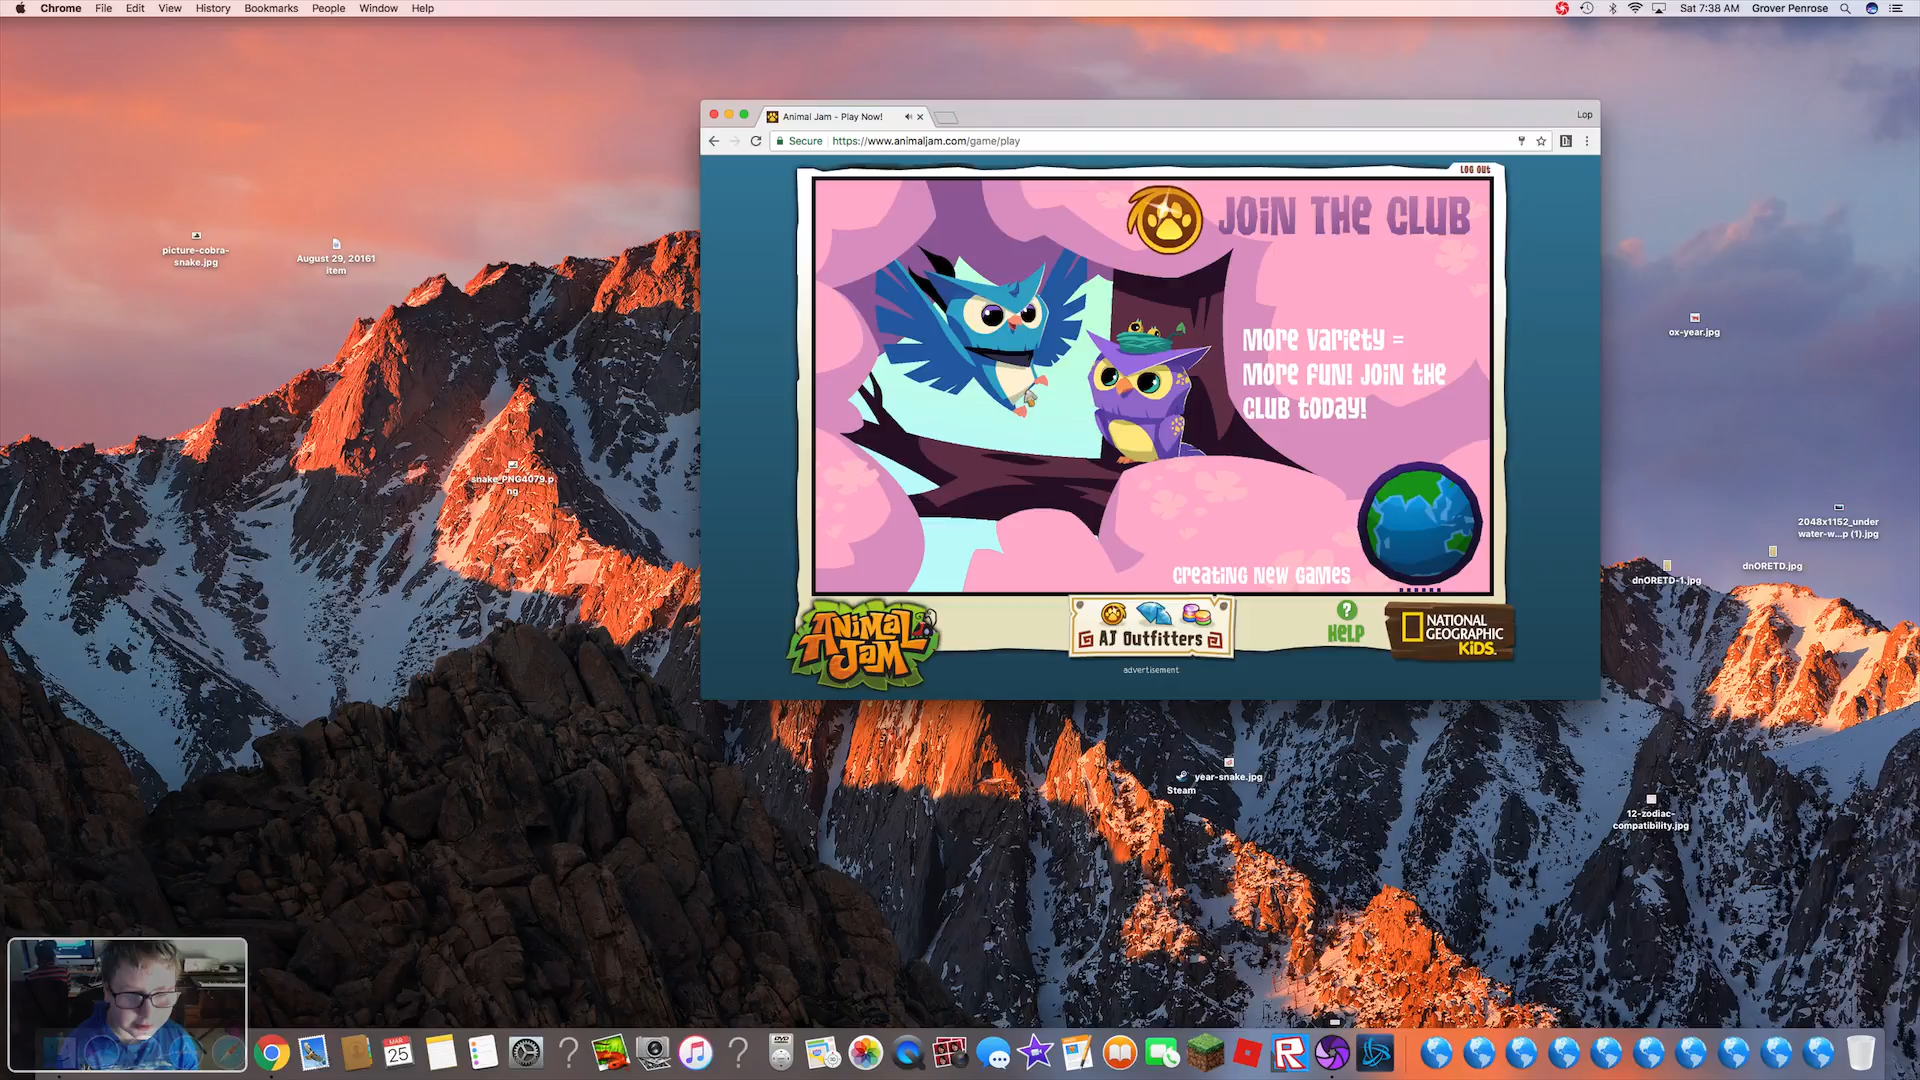 Chrome File Edit View History Bookmarks People Window Help
Sat 7:38 AM Grover Penrose
Animal Jam - Play Now!
Lop
Secure https://www.animaljam.com/game/play
LOG OUT
JOIN THE CLUB
MORE VARIETY =
MORE FUN! JOIN THE
CLUB TODAY!
CREATING NEW GAMES
ANIMAL
JAM
AJ Outfitters
HELP
NATIONAL
GEOGRAPHIC
KiDS.
advertisement
picture-cobra-
snake.jpg
August 29, 20161
item
snake_PNG4079.p
ng
ox-year.jpg
2048x1152_under
water-w...p (1).jpg
dnORETD.jpg
dnORETD-1.jpg
year-snake.jpg
Steam
12-zodiac-
compatibility.jpg
MAR
25
DVD